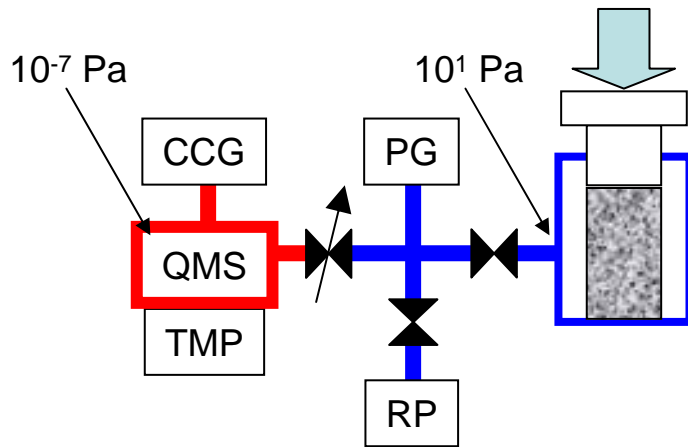 10⁻⁷ Pa
10¹ Pa
CCG
PG
QMS
TMP
RP